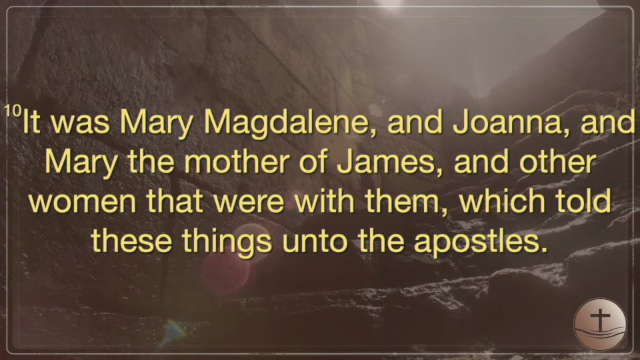 10It was Mary Magdalene, and Joanna, and
Mary the mother of James, and other
women that were with them, which told
these things unto the apostles.